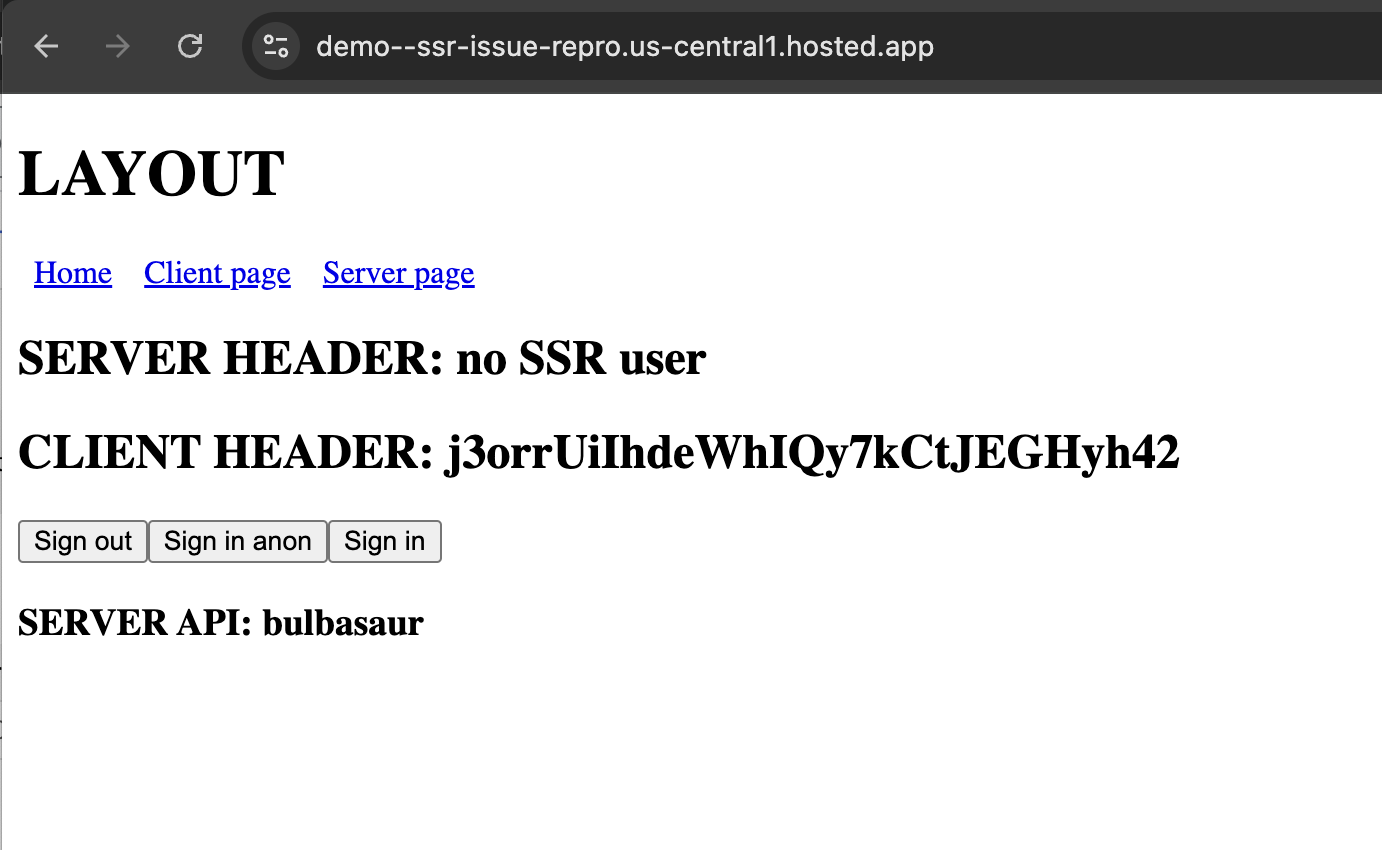 demo--ssr-issue-repro.us-central1.hosted.app
LAYOUT
Home Client page Server page
SERVER HEADER: no SSR user
CLIENT HEADER: j3orrUiIhdeWhIQy7kCtJEGHyh42
Sign out Sign in anon Sign in
SERVER API: bulbasaur